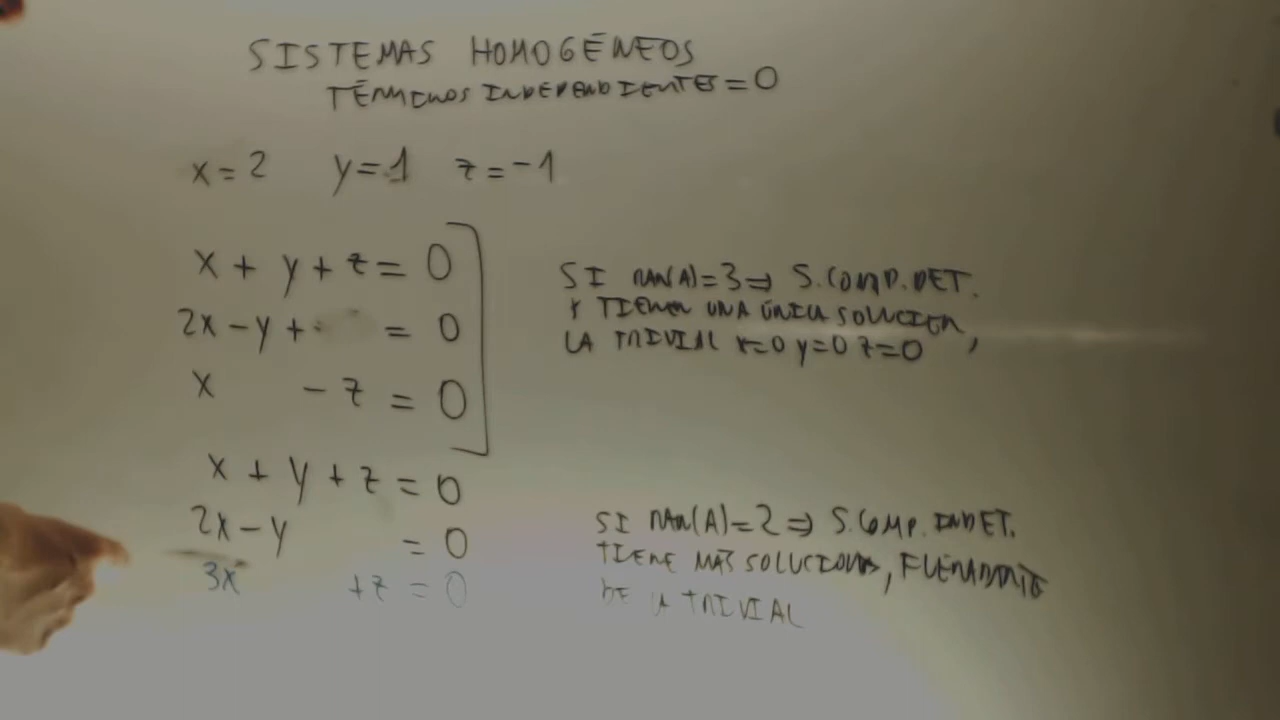 SISTEMAS HOMOGÉNEOS
TÉRMINOS INDEPENDIENTES = 0
x = 2 y = 1 z = -1
x + y + z = 0
2x - y + = 0
x - z = 0
SI RAN(A) = 3 ⇒ S. COMP. DET.
Y TIENEN UNA ÚNICA SOLUCION,
LA TRIVIAL x=0 y=0 z=0
x + y + z = 0
2x - y = 0
3x + z = 0
SI RAN(A) = 2 ⇒ S. COMP. INDET.
TIENE MÁS SOLUCIONES,
DE LA TRIVIAL